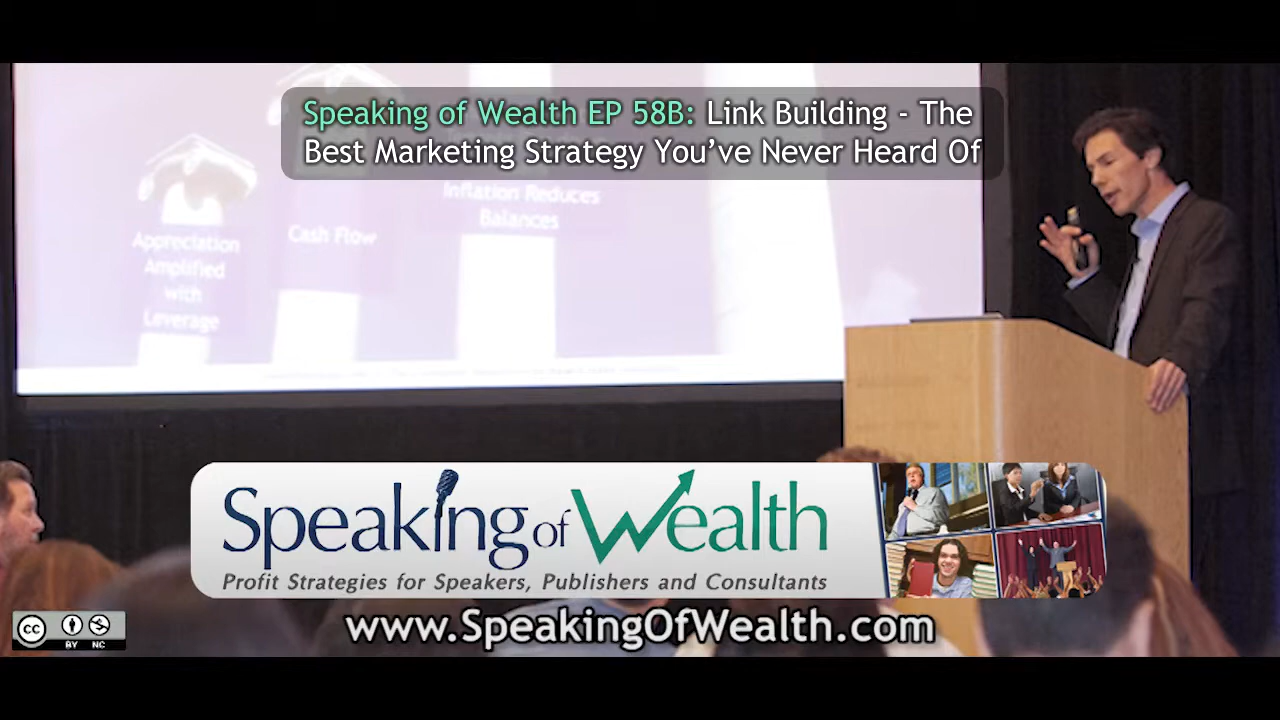 Speaking of Wealth EP 58B: Link Building - The
Best Marketing Strategy You’ve Never Heard Of
Inflation Reduces
Balances
Cash Flow
Appreciation
Amplified
with
Leverage
Speaking of Wealth
Profit Strategies for Speakers, Publishers and Consultants
www.SpeakingOfWealth.com
cc
BY NC